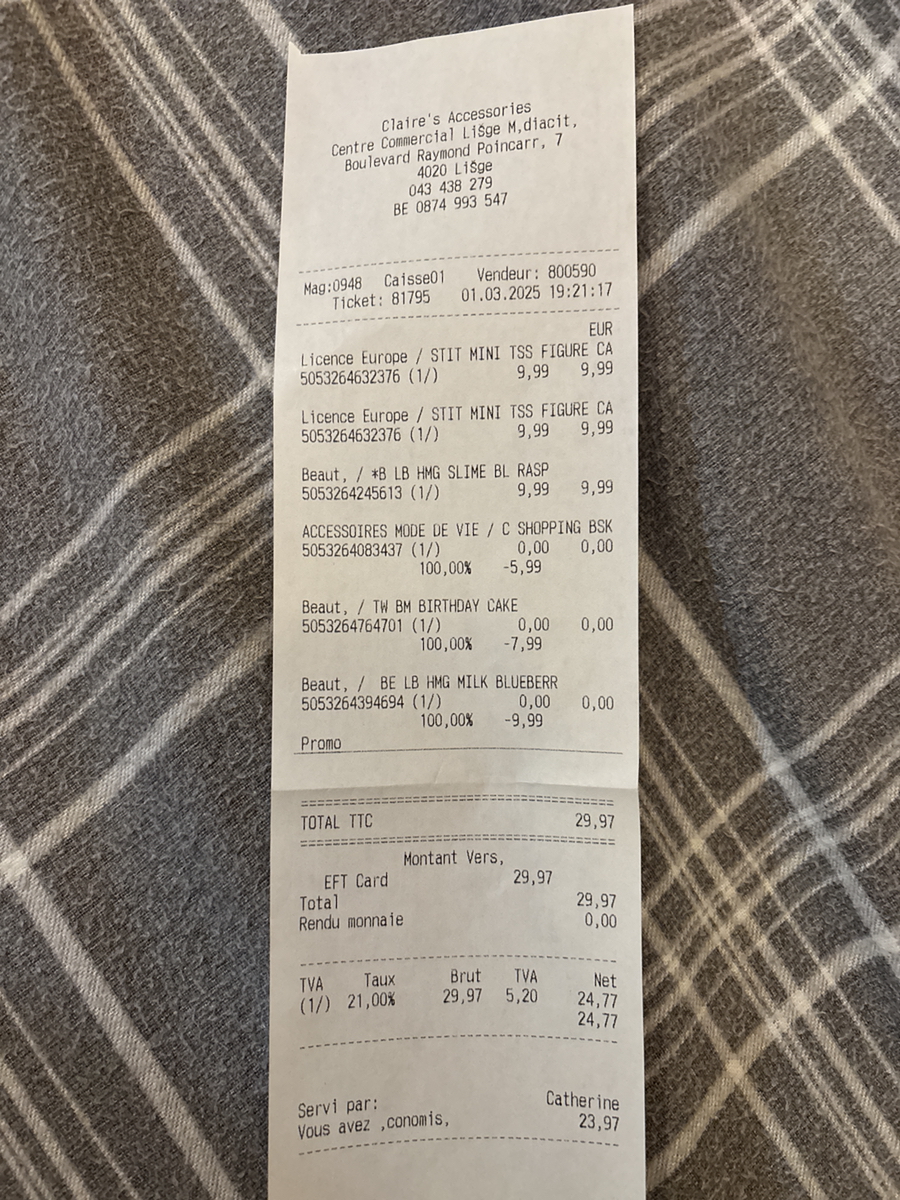 Claire's Accessories
Centre Commercial LiŠge M,diacit,
Boulevard Raymond Poincarr, 7
4020 LiŠge
043 438 279
BE 0874 993 547
Mag:0948 Caisse01 Vendeur: 800590
Ticket: 81795 01.03.2025 19:21:17
EUR
Licence Europe / STIT MINI TSS FIGURE CA
5053264632376 (1/) 9,99 9,99
Licence Europe / STIT MINI TSS FIGURE CA
5053264632376 (1/) 9,99 9,99
Beaut, / *B LB HMG SLIME BL RASP
5053264245613 (1/) 9,99 9,99
ACCESSOIRES MODE DE VIE / C SHOPPING BSK
5053264083437 (1/) 0,00 0,00
100,00% -5,99
Beaut, / TW BM BIRTHDAY CAKE
5053264764701 (1/) 0,00 0,00
100,00% -7,99
Beaut, / BE LB HMG MILK BLUEBERR
5053264394694 (1/) 0,00 0,00
100,00% -9,99
Promo
TOTAL TTC 29,97
Montant Vers,
EFT Card 29,97
Total 29,97
Rendu monnaie 0,00
TVA Taux Brut TVA Net
(1/) 21,00% 29,97 5,20 24,77
24,77
Servi par: Catherine
Vous avez ,conomis, 23,97